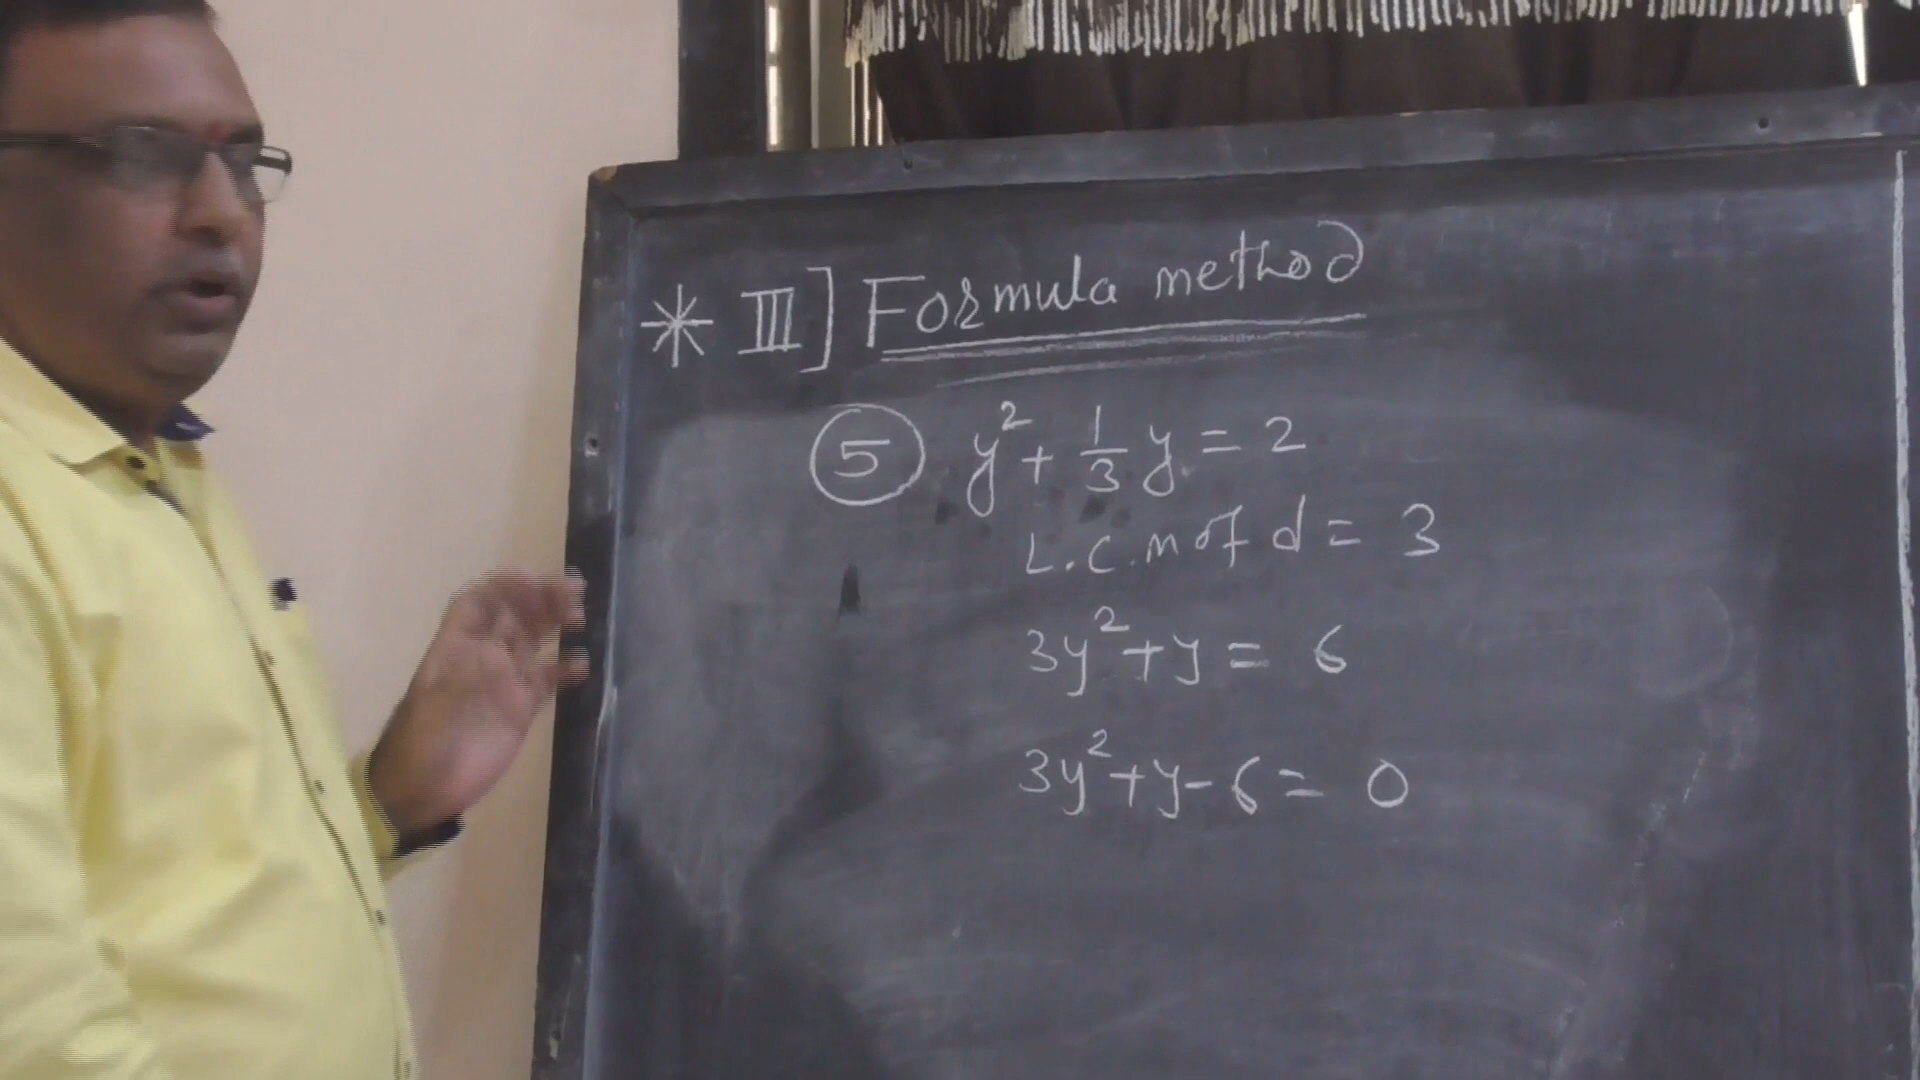 * III] Formula method
5 y² + 1/3 y = 2
L.C.M of d = 3
3y² + y = 6
3y² + y - 6 = 0